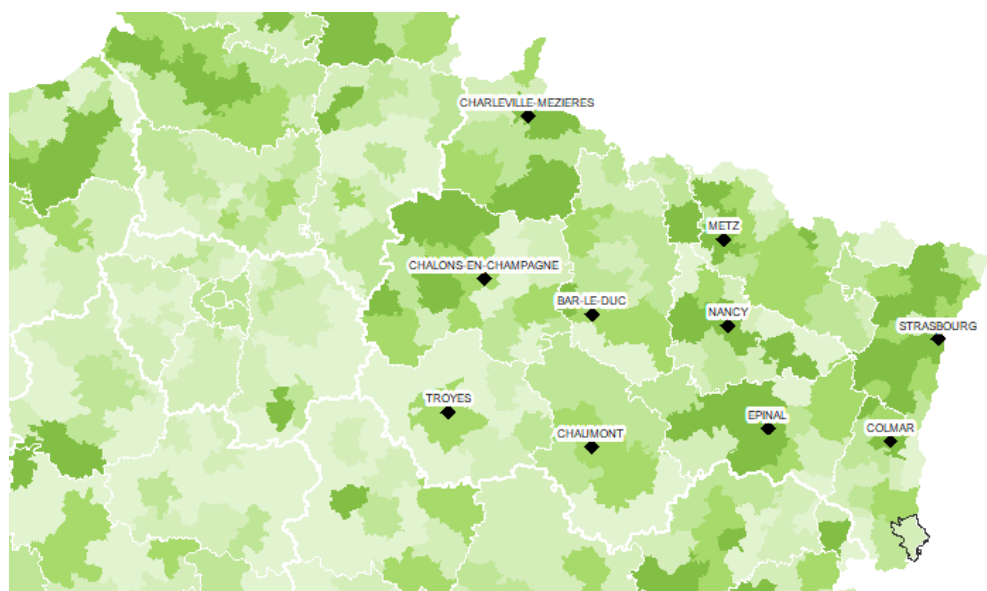 CHARLEVILLE-MEZIERES
METZ
CHALONS-EN-CHAMPAGNE
BAR-LE-DUC
NANCY
STRASBOURG
TROYES
EPINAL
COLMAR
CHAUMONT